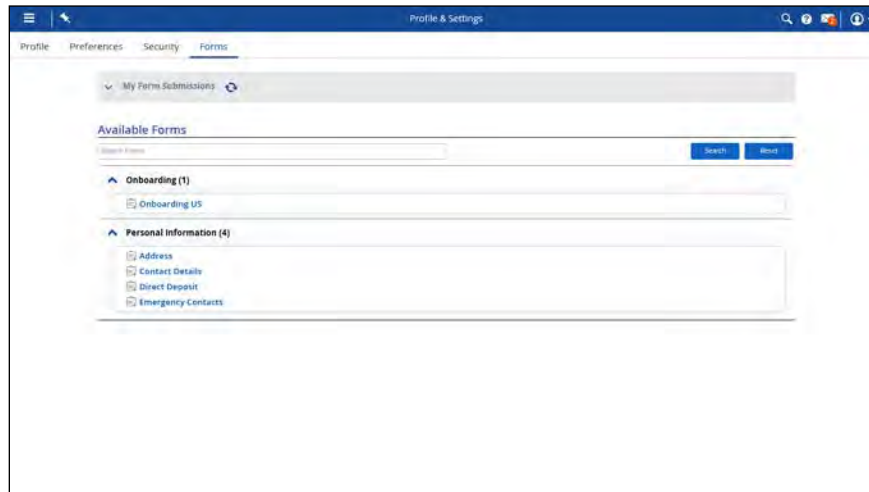 Profile & Settings
Profile Preferences Security Forms
My Form Submissions
Available Forms
Search Forms
Search Reset
Onboarding (1)
Onboarding US
Personal Information (4)
Address
Contact Details
Direct Deposit
Emergency Contacts